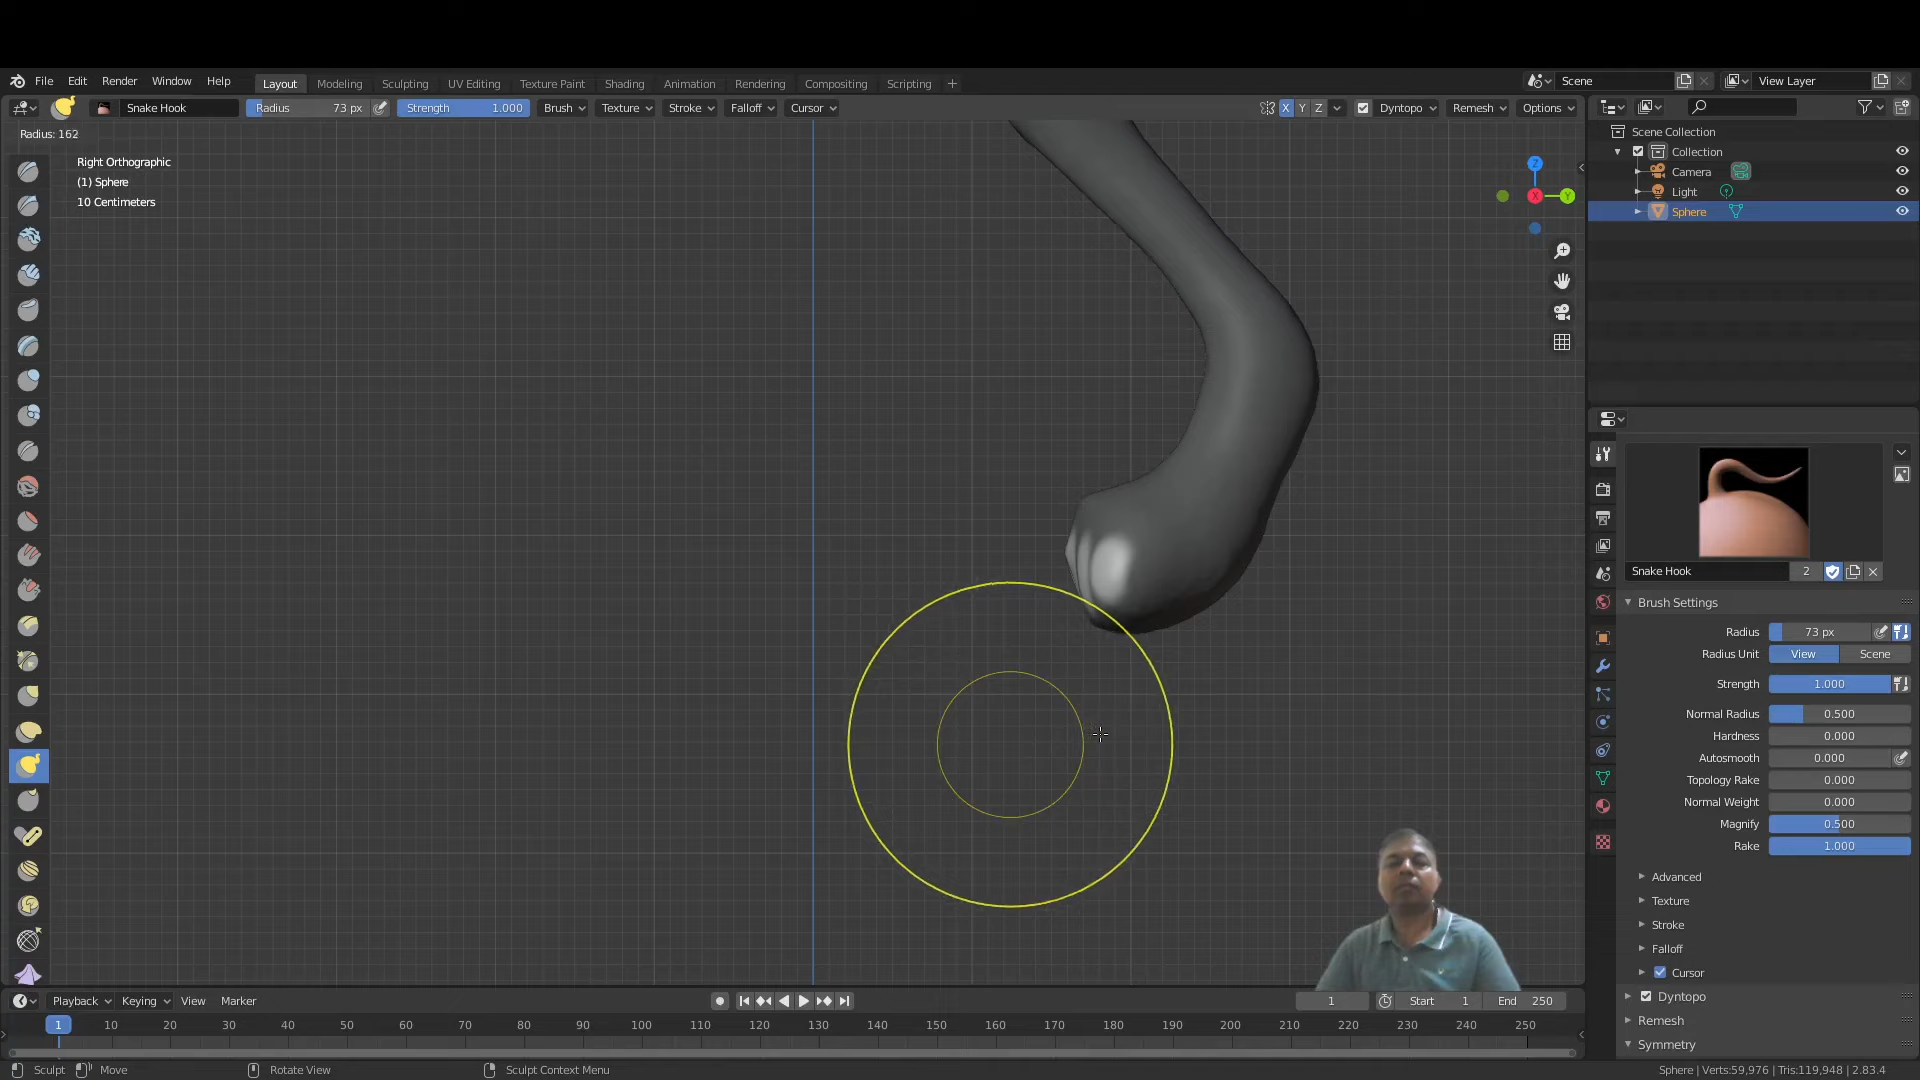 File Edit Render Window Help Layout Modeling Sculpting UV Editing Texture Paint Shading Animation Rendering Compositing Scripting + Scene View Layer
Snake Hook Radius 73 px Strength 1.000 Brush Texture Stroke Falloff Cursor X Y Z Dyntopo Remesh Options
Radius: 162
Right Orthographic
(1) Sphere
10 Centimeters
Z
X
Y
Scene Collection
Collection
Camera
Light
Sphere
Snake Hook 2
Brush Settings
Radius 73 px
Radius Unit View Scene
Strength 1.000
Normal Radius 0.500
Hardness 0.000
Autosmooth 0.000
Topology Rake 0.000
Normal Weight 0.000
Magnify 0.500
Rake 1.000
Advanced
Texture
Stroke
Falloff
Cursor
Dyntopo
Remesh
Symmetry
Playback Keying View Marker 1 Start 1 End 250
1 10 20 30 40 50 60 70 80 90 100 110 120 130 140 150 160 170 180 190 200 210 220 230 240 250
Sculpt Move Rotate View Sculpt Context Menu Sphere | Verts:59,976 | Tris:119,948 | 2.83.4